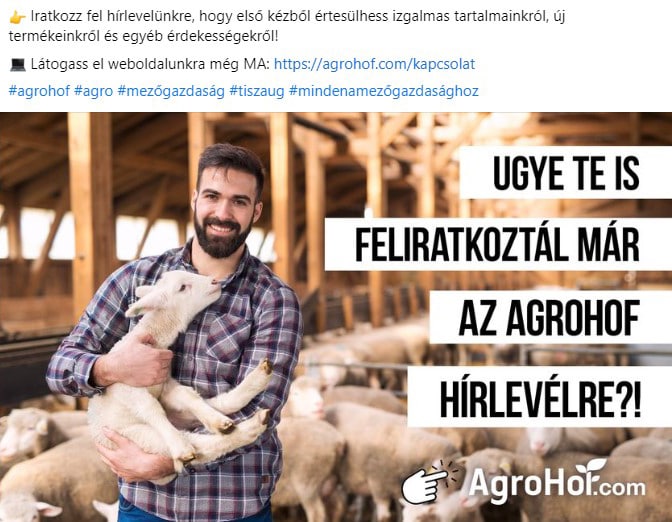 👉 Iratkozz fel hírlevelünkre, hogy első kézből értesülhess izgalmas tartalmainkról, új
termékeinkről és egyéb érdekességekről!
💻 Látogass el weboldalunkra még MA: https://agrohof.com/kapcsolat
#agrohof #agro #mezőgazdaság #tiszaug #mindenamezőgazdasághoz
UGYE TE IS
FELIRATKOZTÁL MÁR
AZ AGROHOF
HÍRLEVÉLRE?!
AgroHof.com